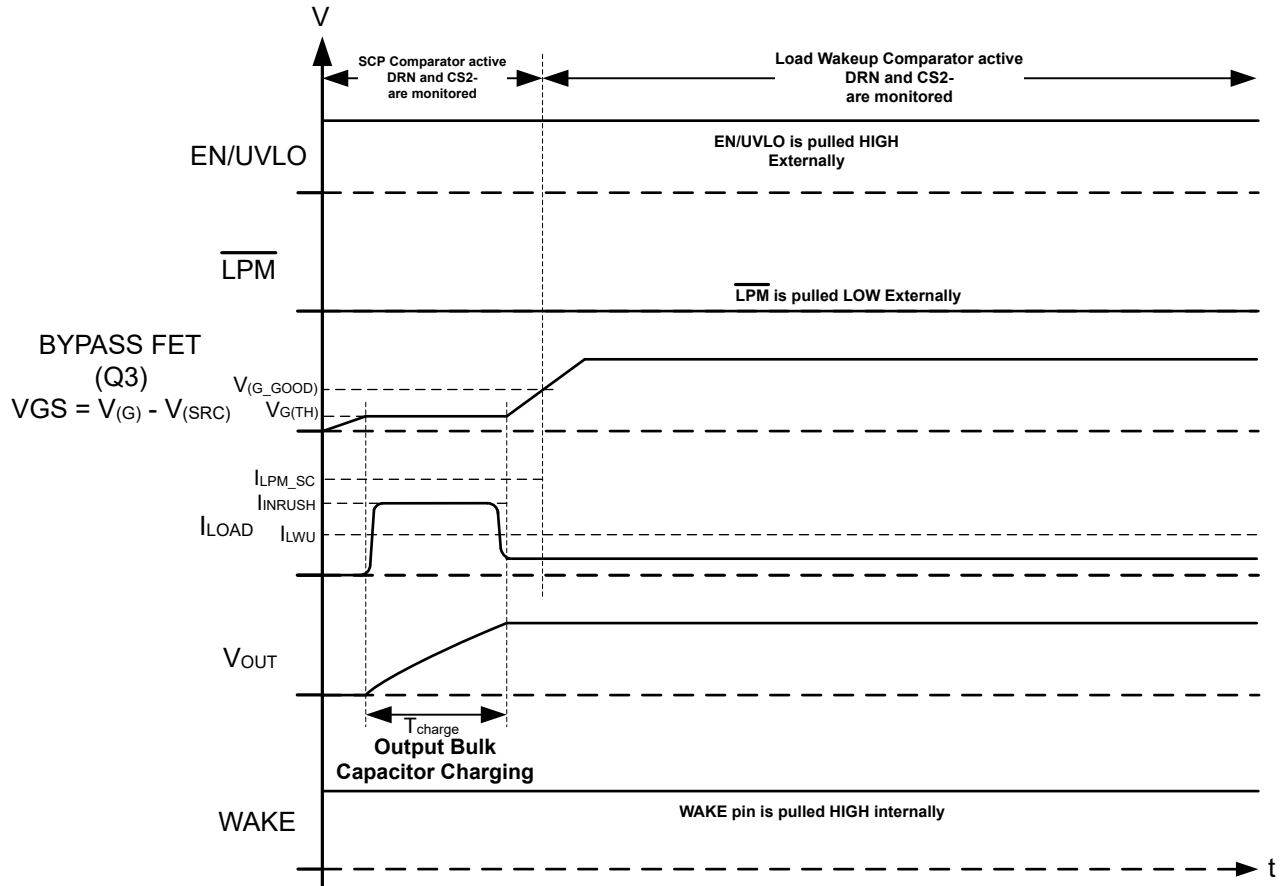 V
SCP Comparator active
DRN and CS2-
are monitored
Load Wakeup Comparator active
DRN and CS2-
are monitored
EN/UVLO
EN/UVLO is pulled HIGH
Externally
LPM
LPM is pulled LOW Externally
BYPASS FET
(Q3)
VGS = V(G) - V(SRC)
V(G_GOOD)
VG(TH)
ILPM_SC
IINRUSH
ILOAD
ILWU
VOUT
Tcharge
Output Bulk
Capacitor Charging
WAKE
WAKE pin is pulled HIGH internally
t